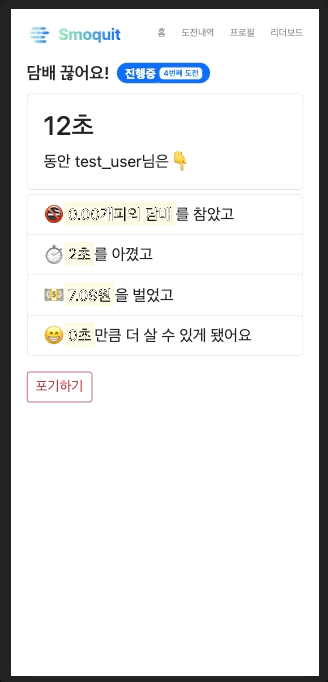 Smoquit 홈 도전내역 프로필 리더보드
담배 끊어요! 진행중 4번째 도전
12초
동안 test_user님은👇
🚭 0.00개피의 담배 를 참았고
⏱️ 2초 를 아꼈고
💵 원 을 벌었고
😁 0초 만큼 더 살 수 있게 됐어요
포기하기